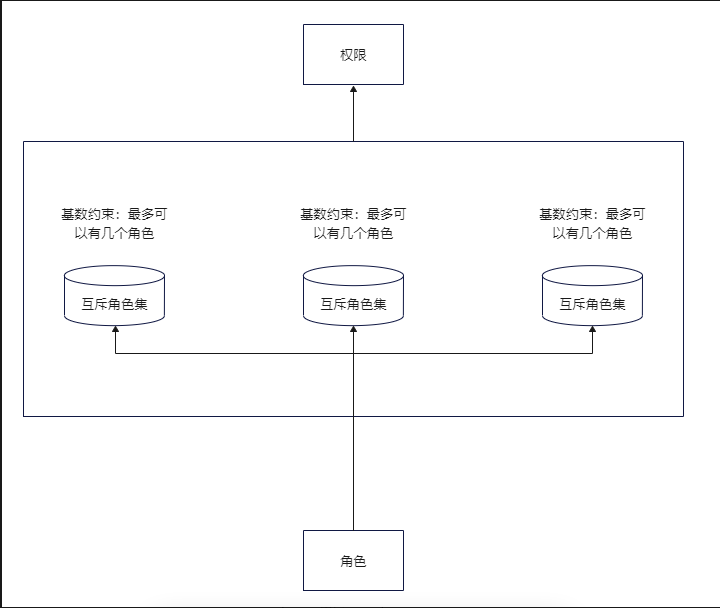 权限
基数约束：最多可
以有几个角色
基数约束：最多可
以有几个角色
基数约束：最多可
以有几个角色
互斥角色集
互斥角色集
互斥角色集
角色